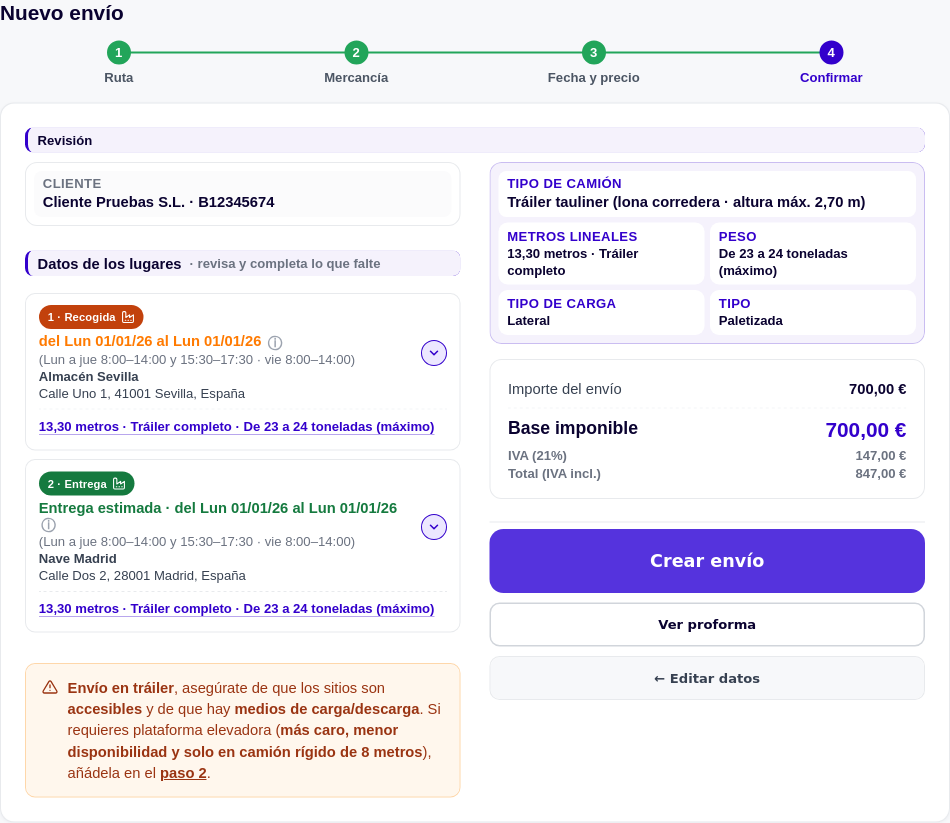 Nuevo envío
1
2
3
4
Ruta
Mercancía
Fecha y precio
Confirmar
Revisión
CLIENTE
Cliente Pruebas S.L. · B12345674
Datos de los lugares · revisa y completa lo que falte
1 · Recogida
del Lun 01/01/26 al Lun 01/01/26 ⓘ
(Lun a jue 8:00–14:00 y 15:30–17:30 · vie 8:00–14:00)
Almacén Sevilla
Calle Uno 1, 41001 Sevilla, España
13,30 metros · Tráiler completo · De 23 a 24 toneladas (máximo)
2 · Entrega
Entrega estimada · del Lun 01/01/26 al Lun 01/01/26
ⓘ
(Lun a jue 8:00–14:00 y 15:30–17:30 · vie 8:00–14:00)
Nave Madrid
Calle Dos 2, 28001 Madrid, España
13,30 metros · Tráiler completo · De 23 a 24 toneladas (máximo)
Envío en tráiler, asegúrate de que los sitios son
accesibles y de que hay medios de carga/descarga. Si
requieres plataforma elevadora (más caro, menor
disponibilidad y solo en camión rígido de 8 metros),
añádela en el paso 2.
TIPO DE CAMIÓN
Tráiler tauliner (lona corredera · altura máx. 2,70 m)
METROS LINEALES
13,30 metros · Tráiler
completo
PESO
De 23 a 24 toneladas
(máximo)
TIPO DE CARGA
Lateral
TIPO
Paletizada
Importe del envío 700,00 €
Base imponible 700,00 €
IVA (21%) 147,00 €
Total (IVA incl.) 847,00 €
Crear envío
Ver proforma
← Editar datos